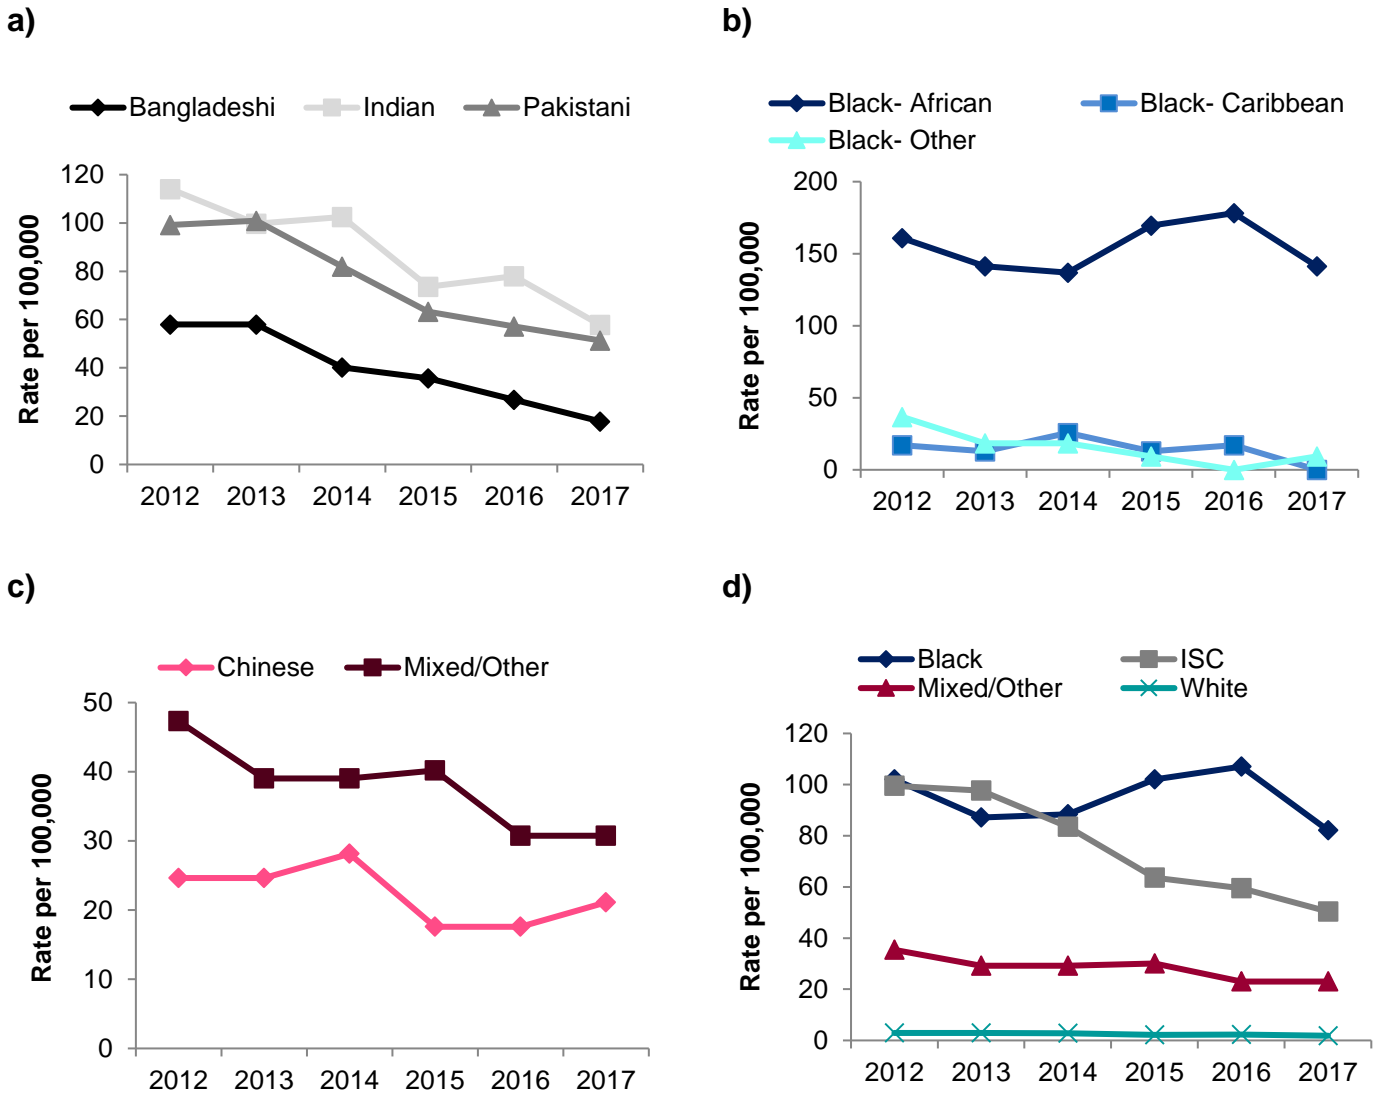 a)
Bangladeshi Indian Pakistani
Rate per 100,000
120
100
80
60
40
20
0
2012 2013 2014 2015 2016 2017
b)
Black- African Black- Caribbean
Black- Other
Rate per 100,000
200
150
100
50
0
2012 2013 2014 2015 2016 2017
c)
Chinese Mixed/Other
Rate per 100,000
50
40
30
20
10
0
2012 2013 2014 2015 2016 2017
d)
Black ISC
Mixed/Other White
Rate per 100,000
120
100
80
60
40
20
0
2012 2013 2014 2015 2016 2017